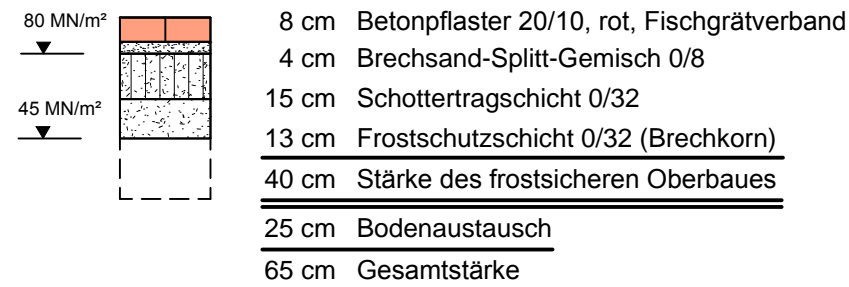 80 MN/m²
8 cm Betonpflaster 20/10, rot, Fischgrätverband
4 cm Brechsand-Splitt-Gemisch 0/8
15 cm Schottertragschicht 0/32
45 MN/m²
13 cm Frostschutzschicht 0/32 (Brechkorn)
40 cm Stärke des frostsicheren Oberbaues
25 cm Bodenaustausch
65 cm Gesamtstärke